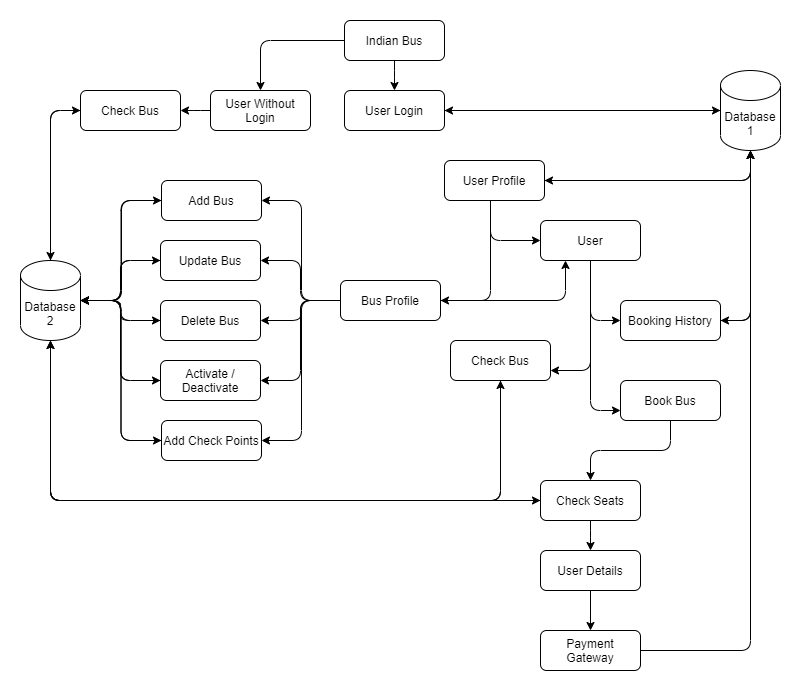 Indian Bus
Check Bus
User Without
Login
User Login
Database
1
User Profile
Add Bus
User
Update Bus
Database
2
Bus Profile
Delete Bus
Booking History
Check Bus
Activate /
Deactivate
Book Bus
Add Check Points
Check Seats
User Details
Payment
Gateway